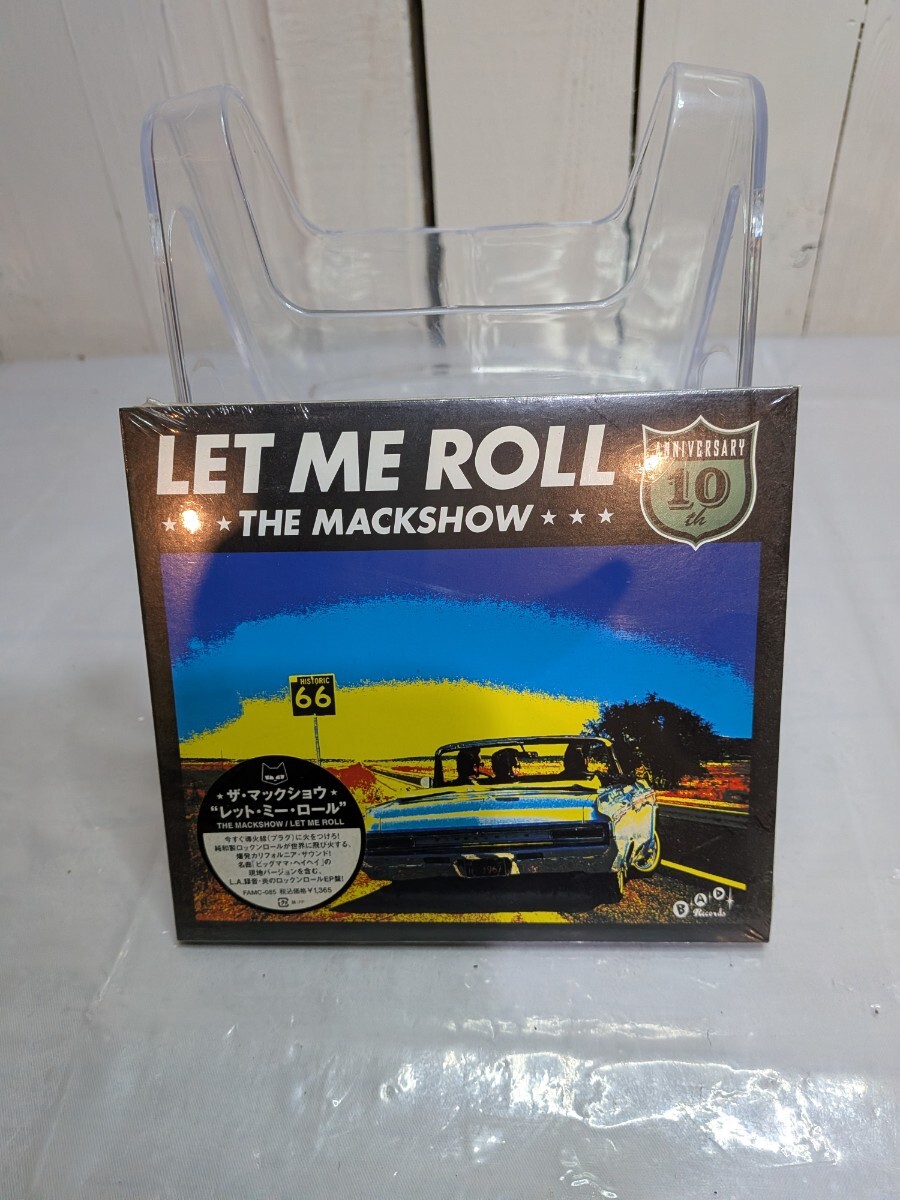 LET ME ROLL
THE MACKSHOW
ANNIVERSARY
10th
HISTORIC
66
ザ・マックショウ
“レット・ミー・ロール”
THE MACKSHOW / LET ME ROLL
今すぐ導火線(プラグ)に火をつけろ!
純和製ロックンロールが世界に飛び火する、
爆発カリフォルニア・サウンド!
名曲「ビッグママ・ヘイヘイ」の
現地バージョンを含む、
L.A.録音・炎のロックンロールEP盤!
FAMC-085 税込価格¥1,365
BAD
Records